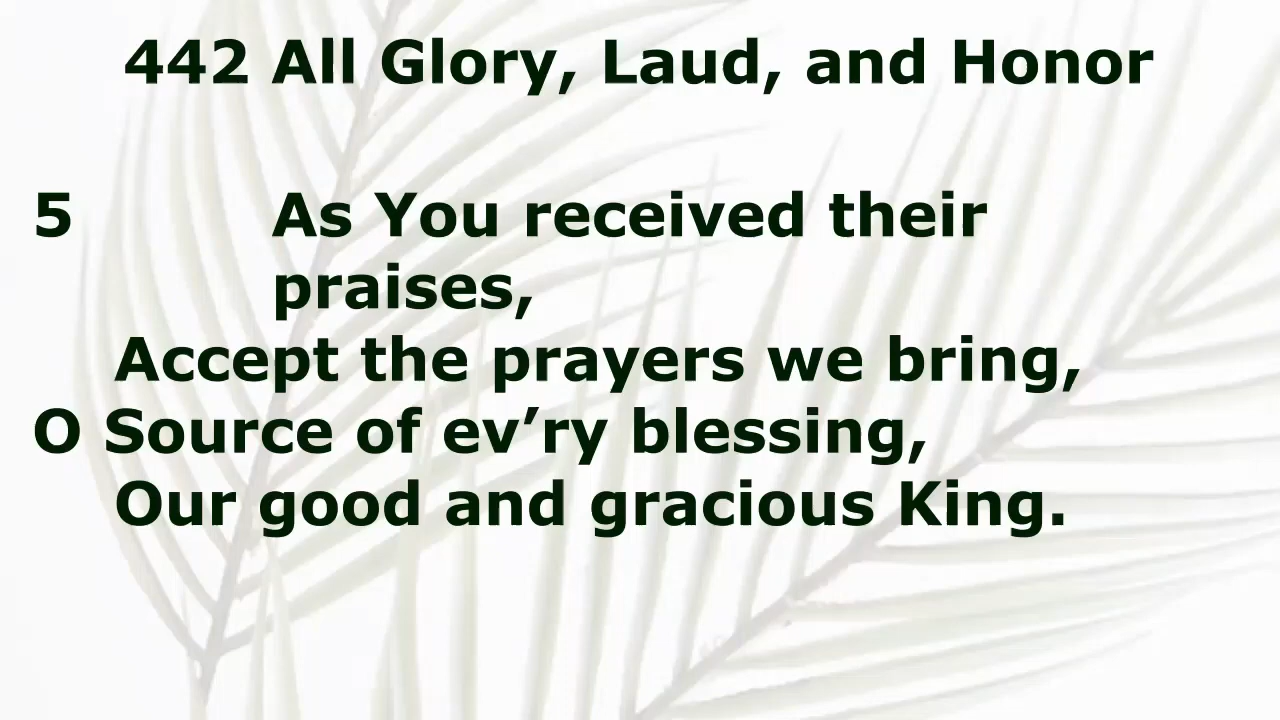 442 All Glory, Laud, and Honor
5 As You received their
praises,
Accept the prayers we bring,
O Source of ev’ry blessing,
Our good and gracious King.